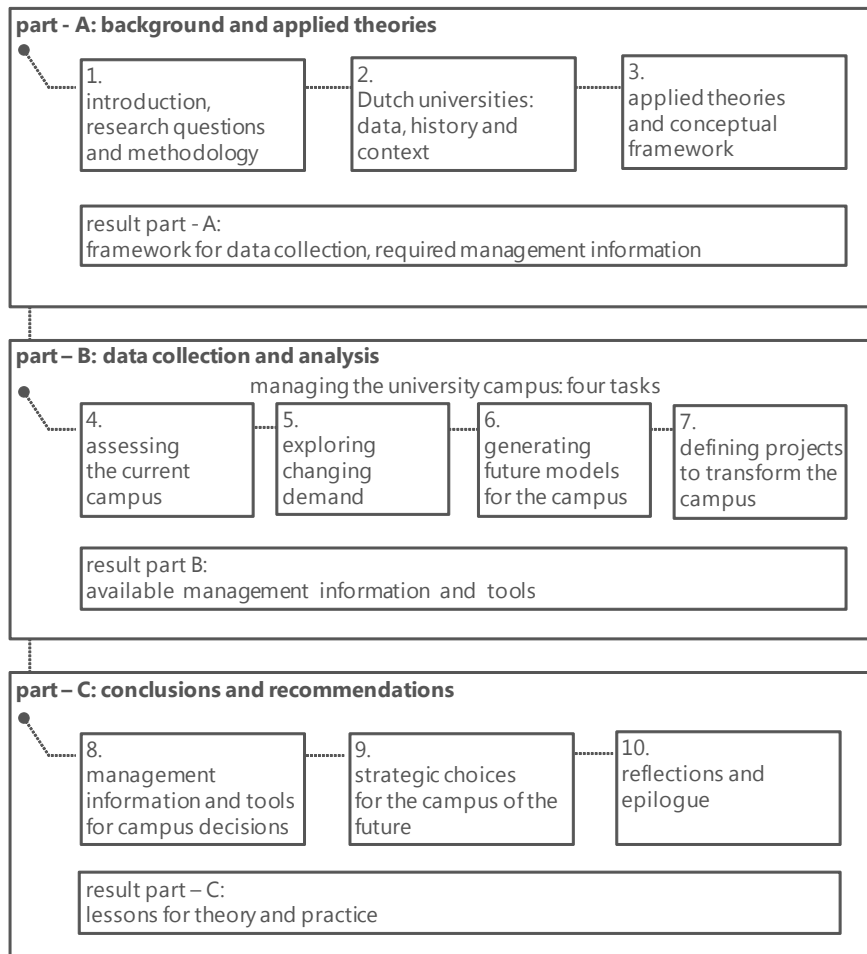 part - A: background and applied theories
1.
introduction,
research questions
and methodology
2.
Dutch universities:
data, history and
context
3.
applied theories
and conceptual
framework
result part - A:
framework for data collection, required management information
part – B: data collection and analysis
managing the university campus: four tasks
4.
assessing
the current
campus
5.
exploring
changing
demand
6.
generating
future models
for the campus
7.
defining projects
to transform the
campus
result part B:
available management information and tools
part – C: conclusions and recommendations
8.
management
information and tools
for campus decisions
9.
strategic choices
for the campus of the
future
10.
reflections and
epilogue
result part – C:
lessons for theory and practice